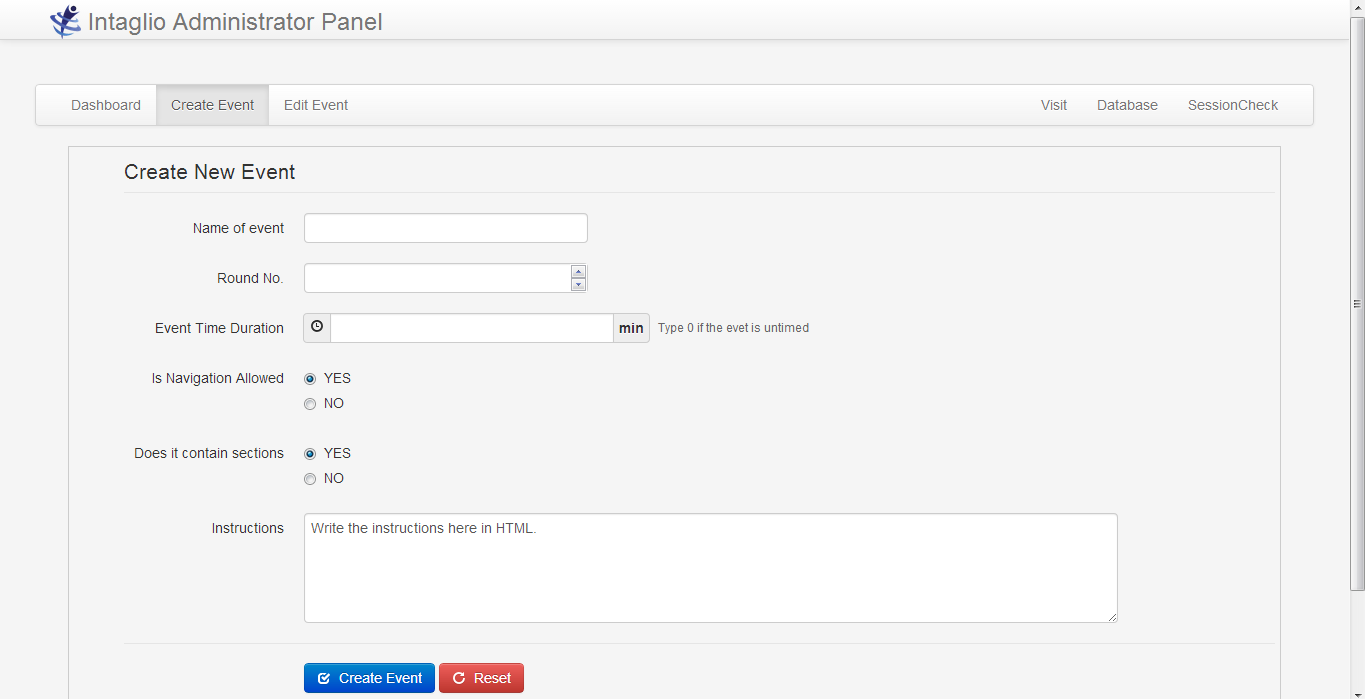 Intaglio Administrator Panel
Dashboard Create Event Edit Event Visit Database SessionCheck
Create New Event
Name of event
Round No.
Event Time Duration min Type 0 if the evet is untimed
Is Navigation Allowed YES
NO
Does it contain sections YES
NO
Instructions Write the instructions here in HTML.
Create Event Reset